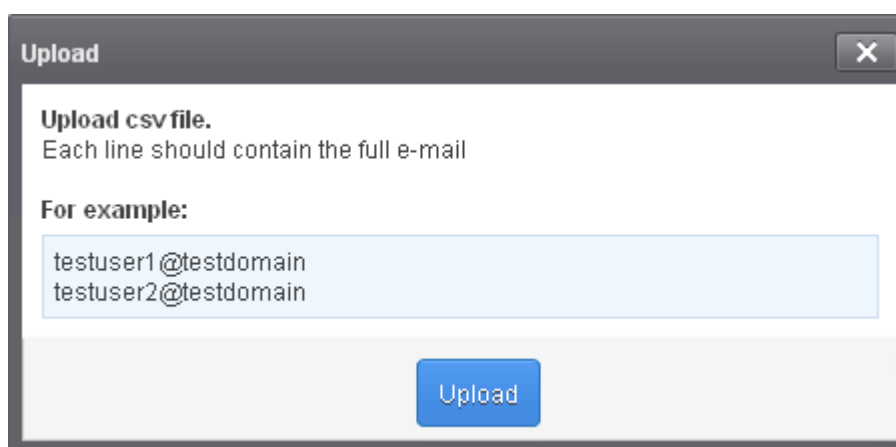 Upload
Upload csv file.
Each line should contain the full e-mail
For example:
testuser1@testdomain
testuser2@testdomain
Upload